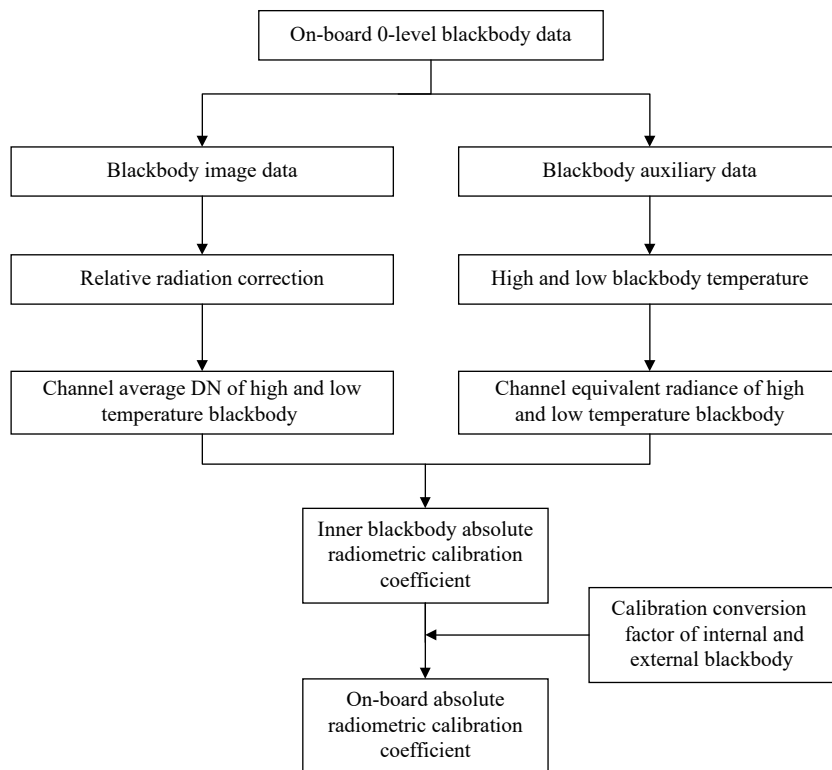 On-board 0-level blackbody data
Blackbody image data
Blackbody auxiliary data
Relative radiation correction
High and low blackbody temperature
Channel average DN of high and low
temperature blackbody
Channel equivalent radiance of high
and low temperature blackbody
Inner blackbody absolute
radiometric calibration
coefficient
Calibration conversion
factor of internal and
external blackbody
On-board absolute
radiometric calibration
coefficient